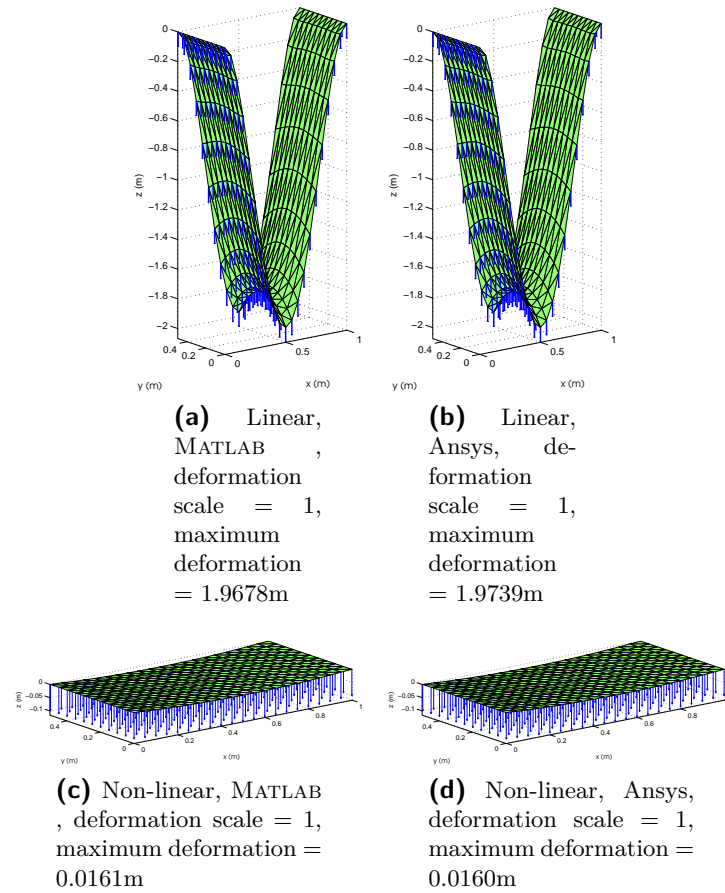 0
−0.2
−0.4
−0.6
−0.8
−1
−1.2
−1.4
−1.6
−1.8
−2
z (m)
0.4
0.2
0
y (m)
0
0.5
1
x (m)
0
−0.2
−0.4
−0.6
−0.8
−1
−1.2
−1.4
−1.6
−1.8
−2
z (m)
0.4
0.2
0
y (m)
0
0.5
1
x (m)
(a) Linear,
MATLAB ,
deformation
scale = 1,
maximum
deformation
= 1.9678m
(b) Linear,
Ansys, de-
formation
scale = 1,
maximum
deformation
= 1.9739m
0
−0.05
−0.1
z (m)
0.4
0.2
0
y (m)
0
0.2
0.4
0.6
0.8
1
x (m)
0
−0.05
−0.1
z (m)
0.4
0.2
0
y (m)
0
0.2
0.4
0.6
0.8
1
x (m)
(c) Non-linear, MATLAB
, deformation scale = 1,
maximum deformation =
0.0161m
(d) Non-linear, Ansys,
deformation scale = 1,
maximum deformation =
0.0160m